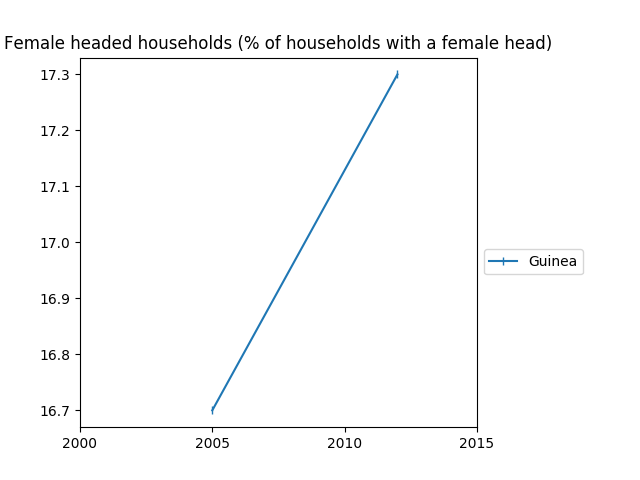 Female headed households (% of households with a female head)
17.3
17.2
17.1
17.0
16.9
16.8
16.7
2000 2005 2010 2015
Guinea